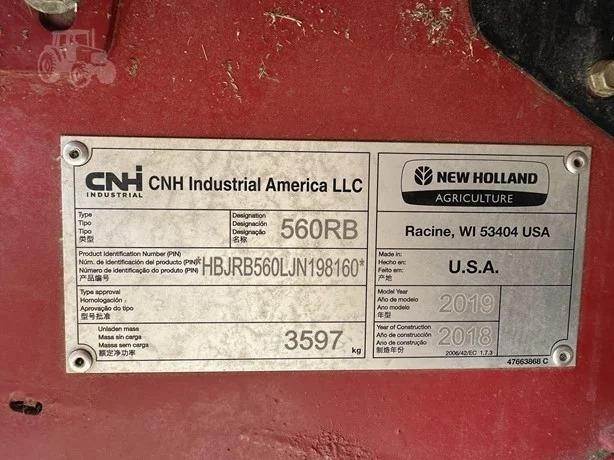 CNH INDUSTRIAL CNH Industrial America LLC
Type
Tipo
Tipo
类型
Designation
Designación
Designação
名称
560RB
Product Identification Number (PIN)
Núm. de identificación del producto (PIN)
Número de identificação do produto (PIN)
产品编号
*HBJRB560LJN198160*
Type approval
Homologación
Aprovação do tipo
型号批准
Unladen mass
Masa sin carga
Massa sem carga
额定净功率
3597 kg
NEW HOLLAND
AGRICULTURE
Racine, WI 53404 USA
Made in:
Hecho en:
Feito em:
产地
U.S.A.
Model Year
Año de modelo
Ano de modelo
年型
2019
Year of Construction
Año de construcción
Ano de construção
制造年份
2018
2006/42/EC 1.7.3
47663868 C